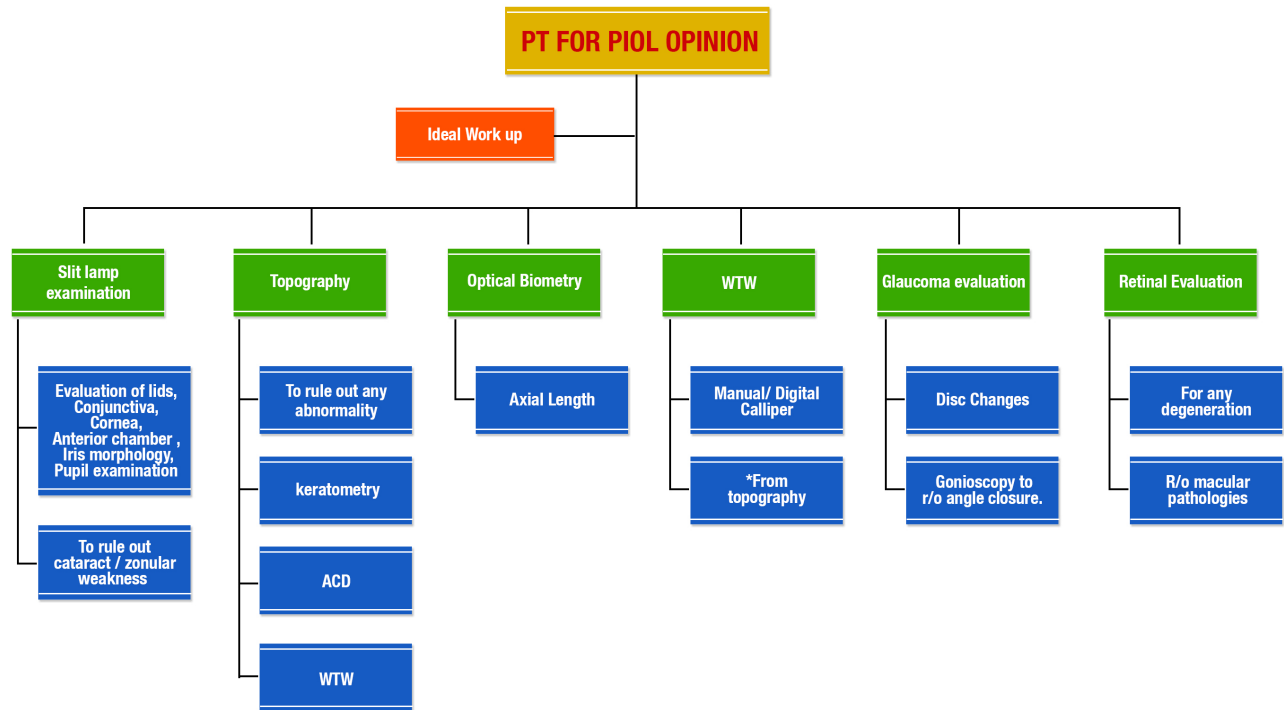 PT FOR PIOL OPINION
Ideal Work up
Slit lamp
examination
Topography
Optical Biometry
WTW
Glaucoma evaluation
Retinal Evaluation
Evaluation of lids,
Conjunctiva,
Cornea,
Anterior chamber ,
Iris morphology,
Pupil examination
To rule out
cataract / zonular
weakness
To rule out any
abnormality
keratometry
ACD
WTW
Axial Length
Manual/ Digital
Calliper
*From
topography
Disc Changes
Gonioscopy to
r/o angle closure.
For any
degeneration
R/o macular
pathologies